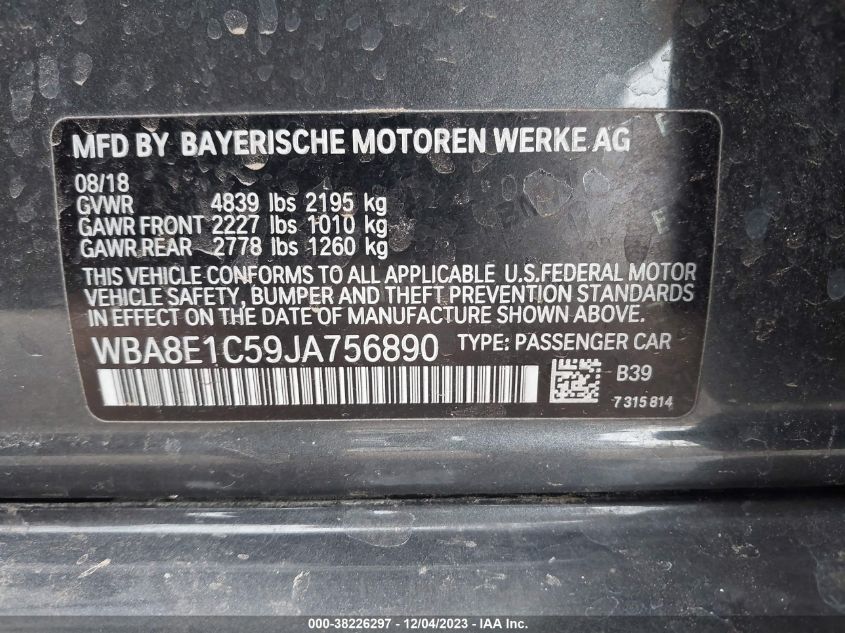 MFD BY BAYERISCHE MOTOREN WERKE AG
08/18
GVWR 4839 lbs 2195 kg
GAWR FRONT 2227 lbs 1010 kg
GAWR REAR 2778 lbs 1260 kg
THIS VEHICLE CONFORMS TO ALL APPLICABLE U.S.FEDERAL MOTOR
VEHICLE SAFETY, BUMPER AND THEFT PREVENTION STANDARDS
IN EFFECT ON THE DATE OF MANUFACTURE SHOWN ABOVE.
WBA8E1C59JA756890 TYPE: PASSENGER CAR
B39
7 315 814
000-38226297 - 12/04/2023 - IAA Inc.